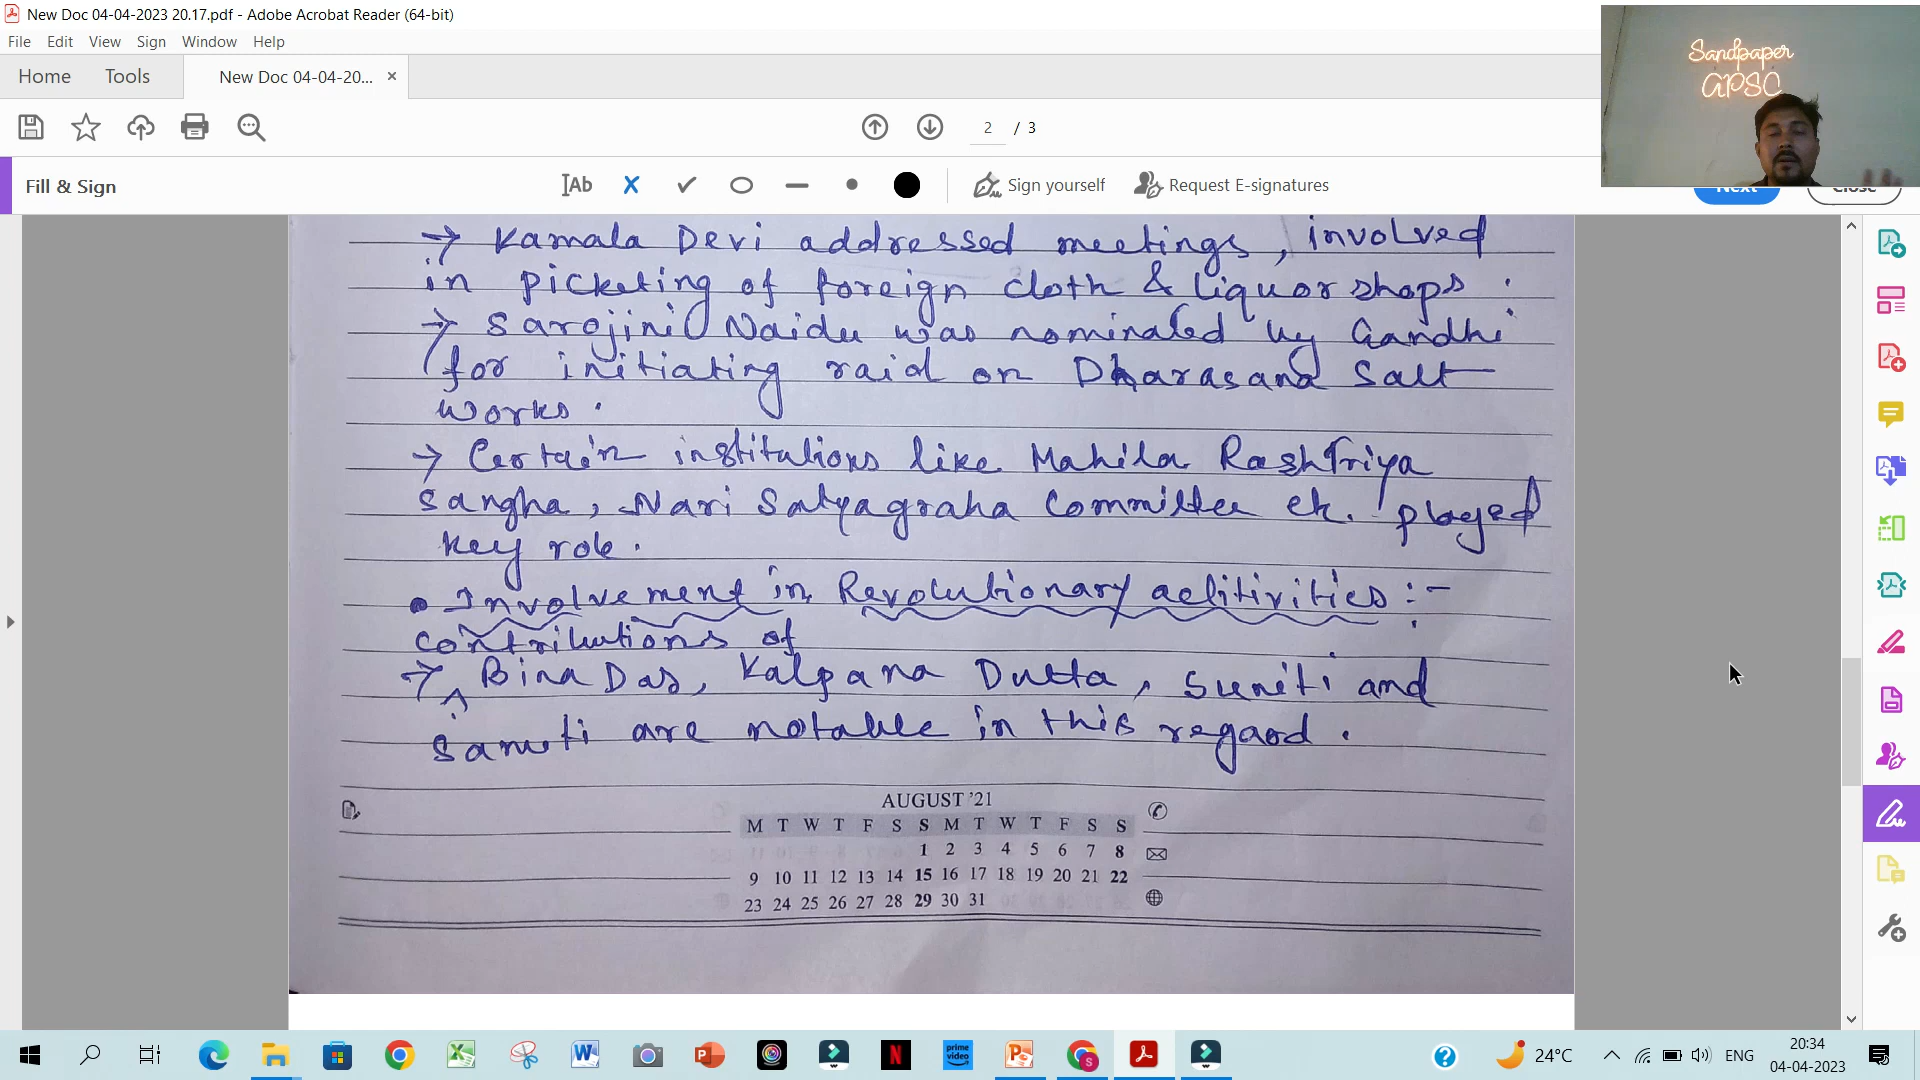 New Doc 04-04-2023 20.17.pdf - Adobe Acrobat Reader (64-bit)
File Edit View Sign Window Help
Home Tools New Doc 04-04-20... ×
2 / 3
Sandpaper
APSC
Fill & Sign
Ab Sign yourself Request E-signatures Next Close
→ Kamala Devi addressed meetings, involved
in picketing of foreign cloth & liquor shops.
→ Sarojini Naidu was nominated by Gandhi
for initiating raid on Dharasana Salt
works.
→ Certain institutions like Mahila Rashtriya
Sangha, Nari Satyagraha Committee etc. played
key role.
• Involvement in Revolutionary actitivities :-
contributions of
→ ^ Bina Das, Kalpana Dutta, Suniti and
are notable in this regard.
AUGUST '21
M T W T F S S M T W T F S S
1 2 3 4 5 6 7 8
9 10 11 12 13 14 15 16 17 18 19 20 21 22
23 24 25 26 27 28 29 30 31
24°C ENG
20:34
04-04-2023